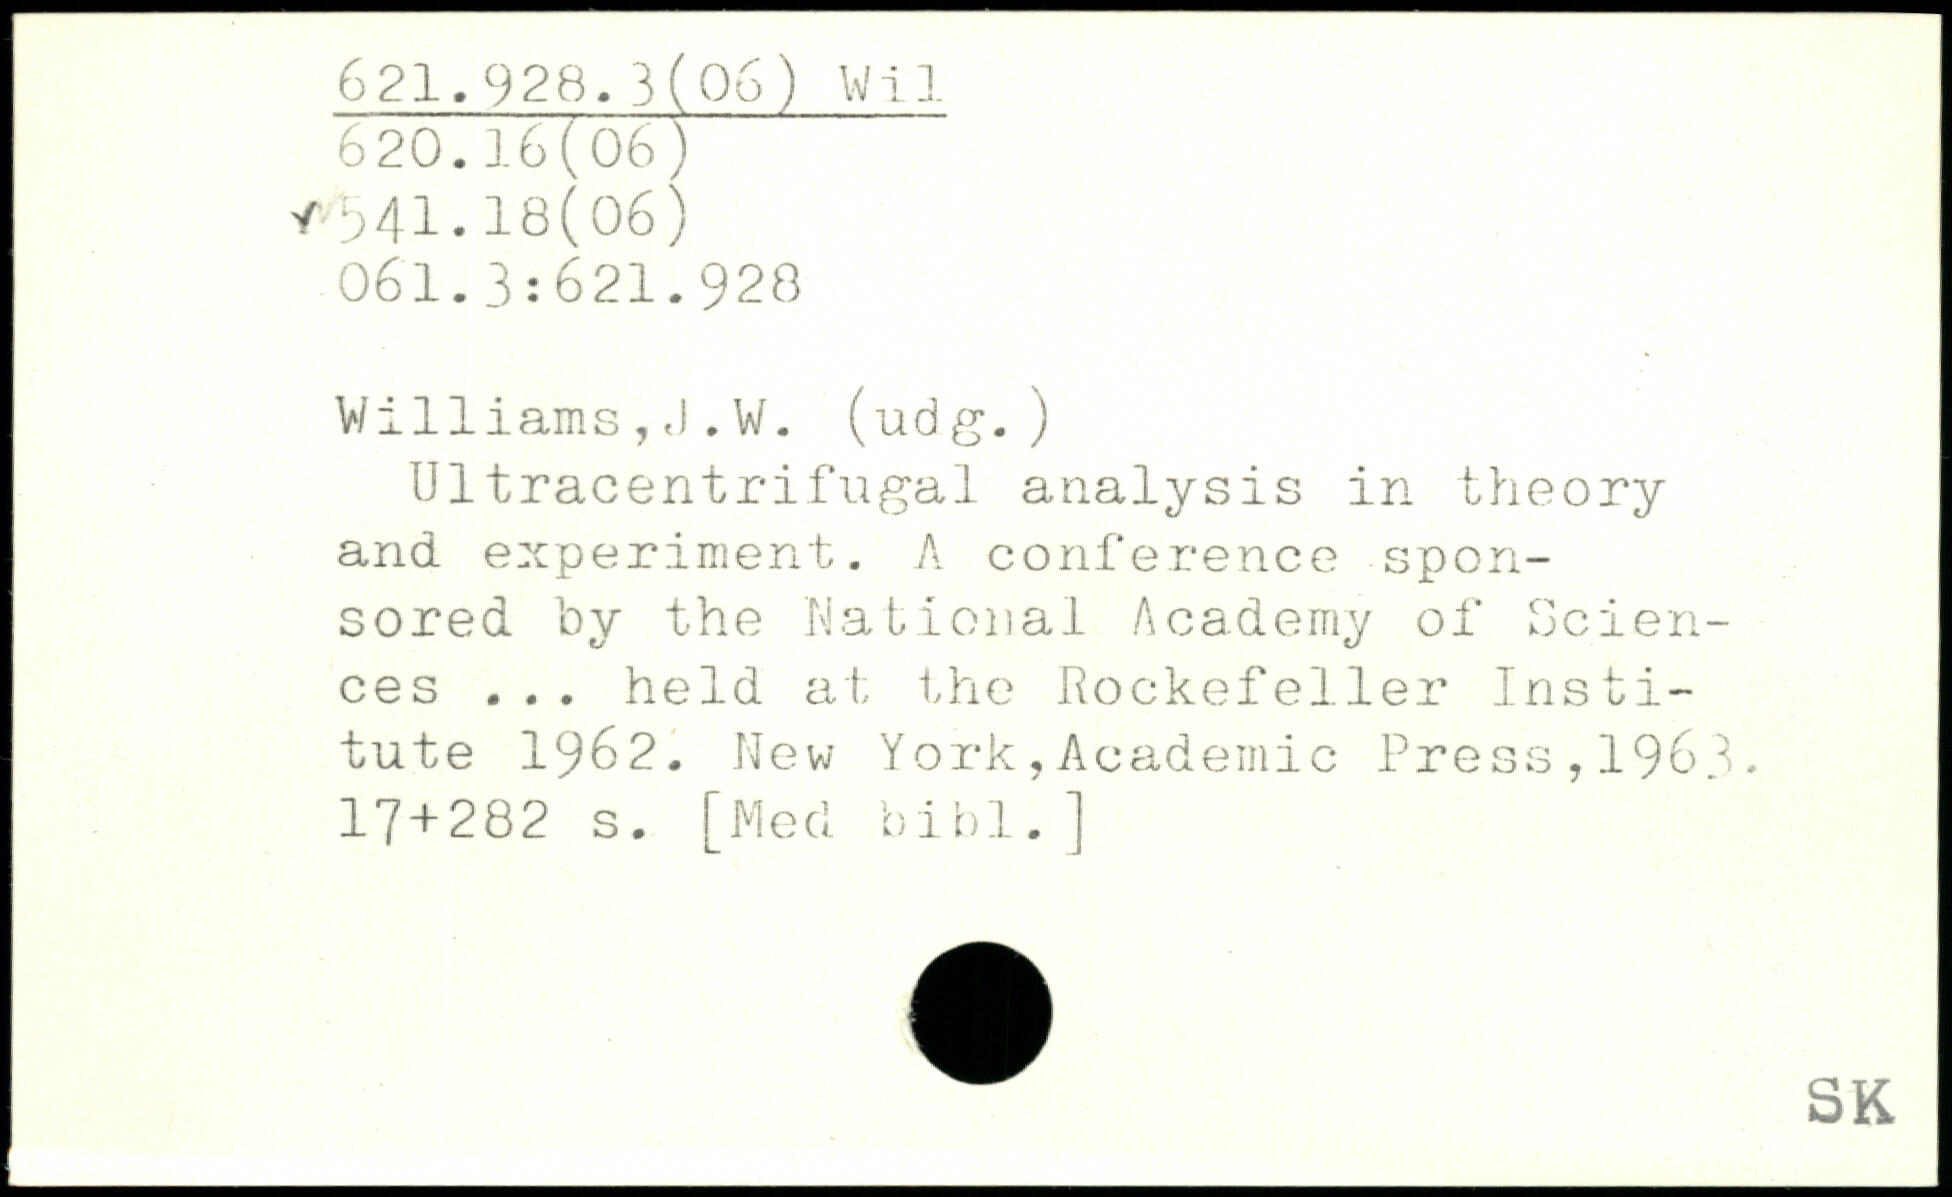 621.928.3(06) Wil
620.16(06)
✓541.18(06)
061.3:621.928
Williams,J.W. (udg.)
Ultracentrifugal analysis in theory
and experiment. A conference spon-
sored by the National Academy of Scien-
ces ... held at the Rockefeller Insti-
tute 1962. New York,Academic Press,1963.
17+282 s. [Med bibl.]
SK